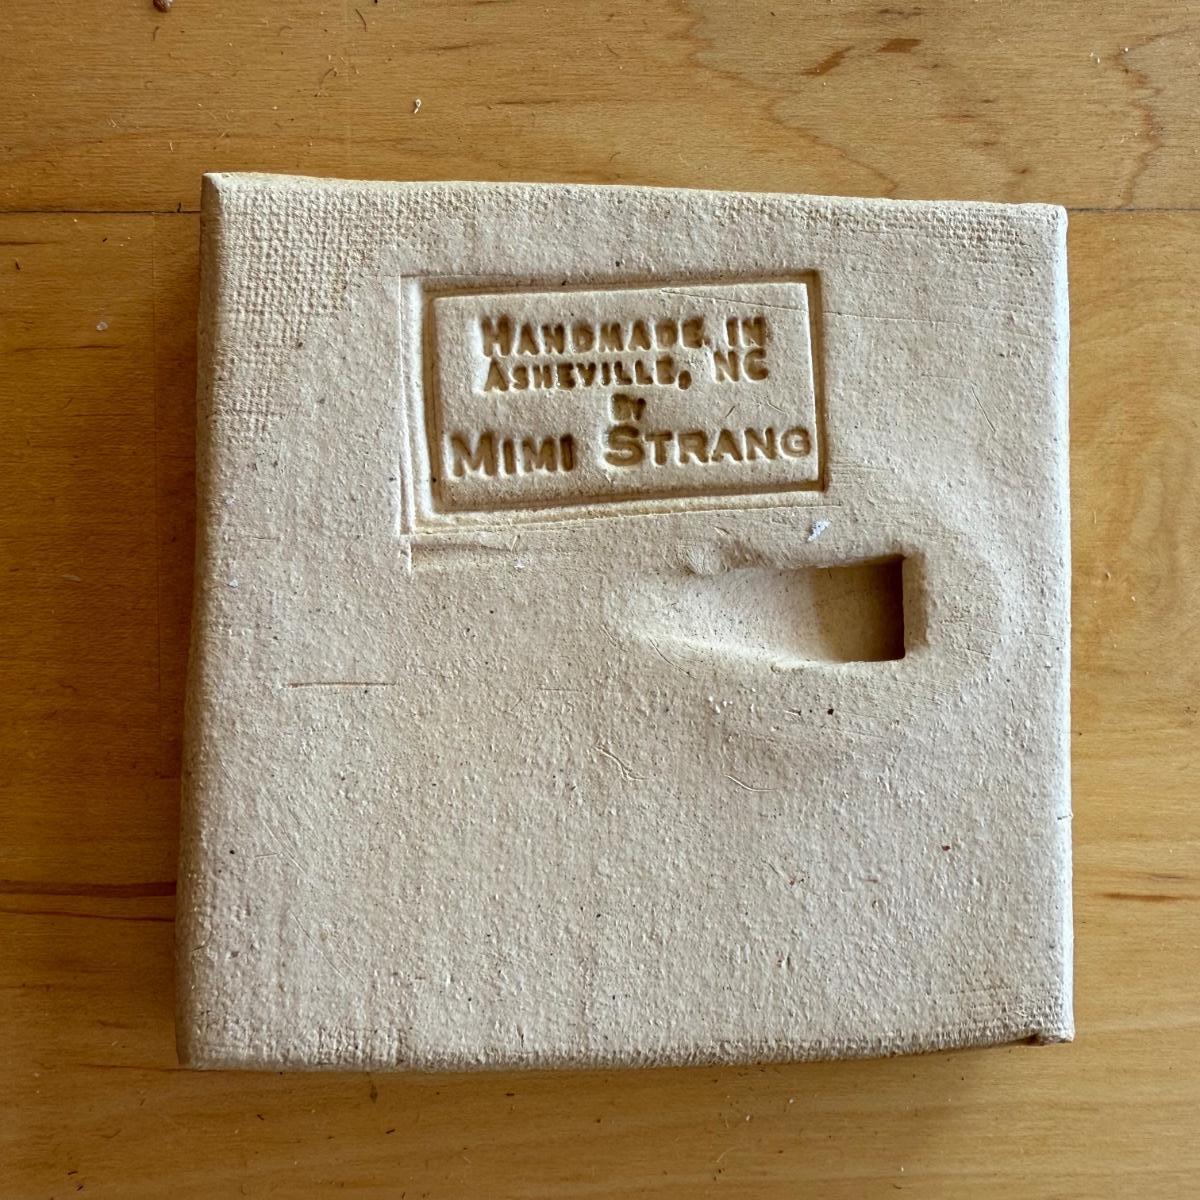 HANDMADE IN
ASHEVILLE, NC
BY
MIMI STRANG